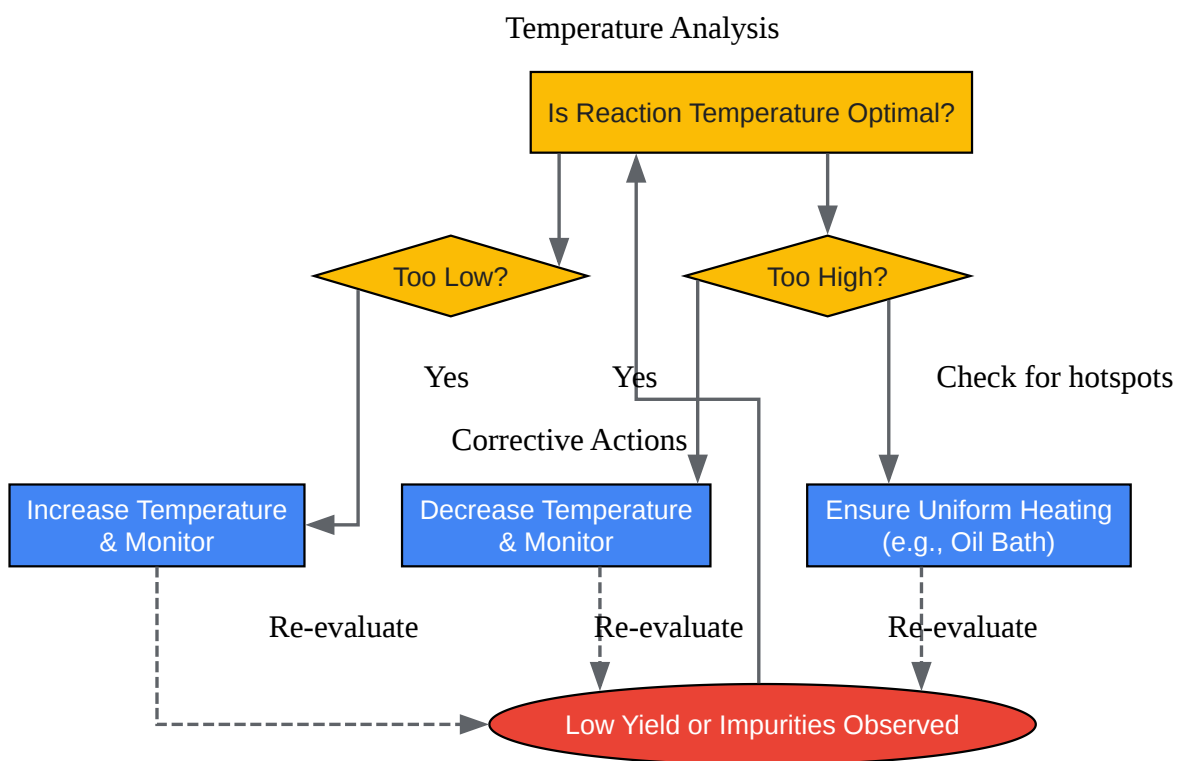 Temperature Analysis
Is Reaction Temperature Optimal?
Too Low?
Too High?
Yes
Yes
Check for hotspots
Corrective Actions
Increase Temperature
& Monitor
Decrease Temperature
& Monitor
Ensure Uniform Heating
(e.g., Oil Bath)
Re-evaluate
Re-evaluate
Re-evaluate
Low Yield or Impurities Observed